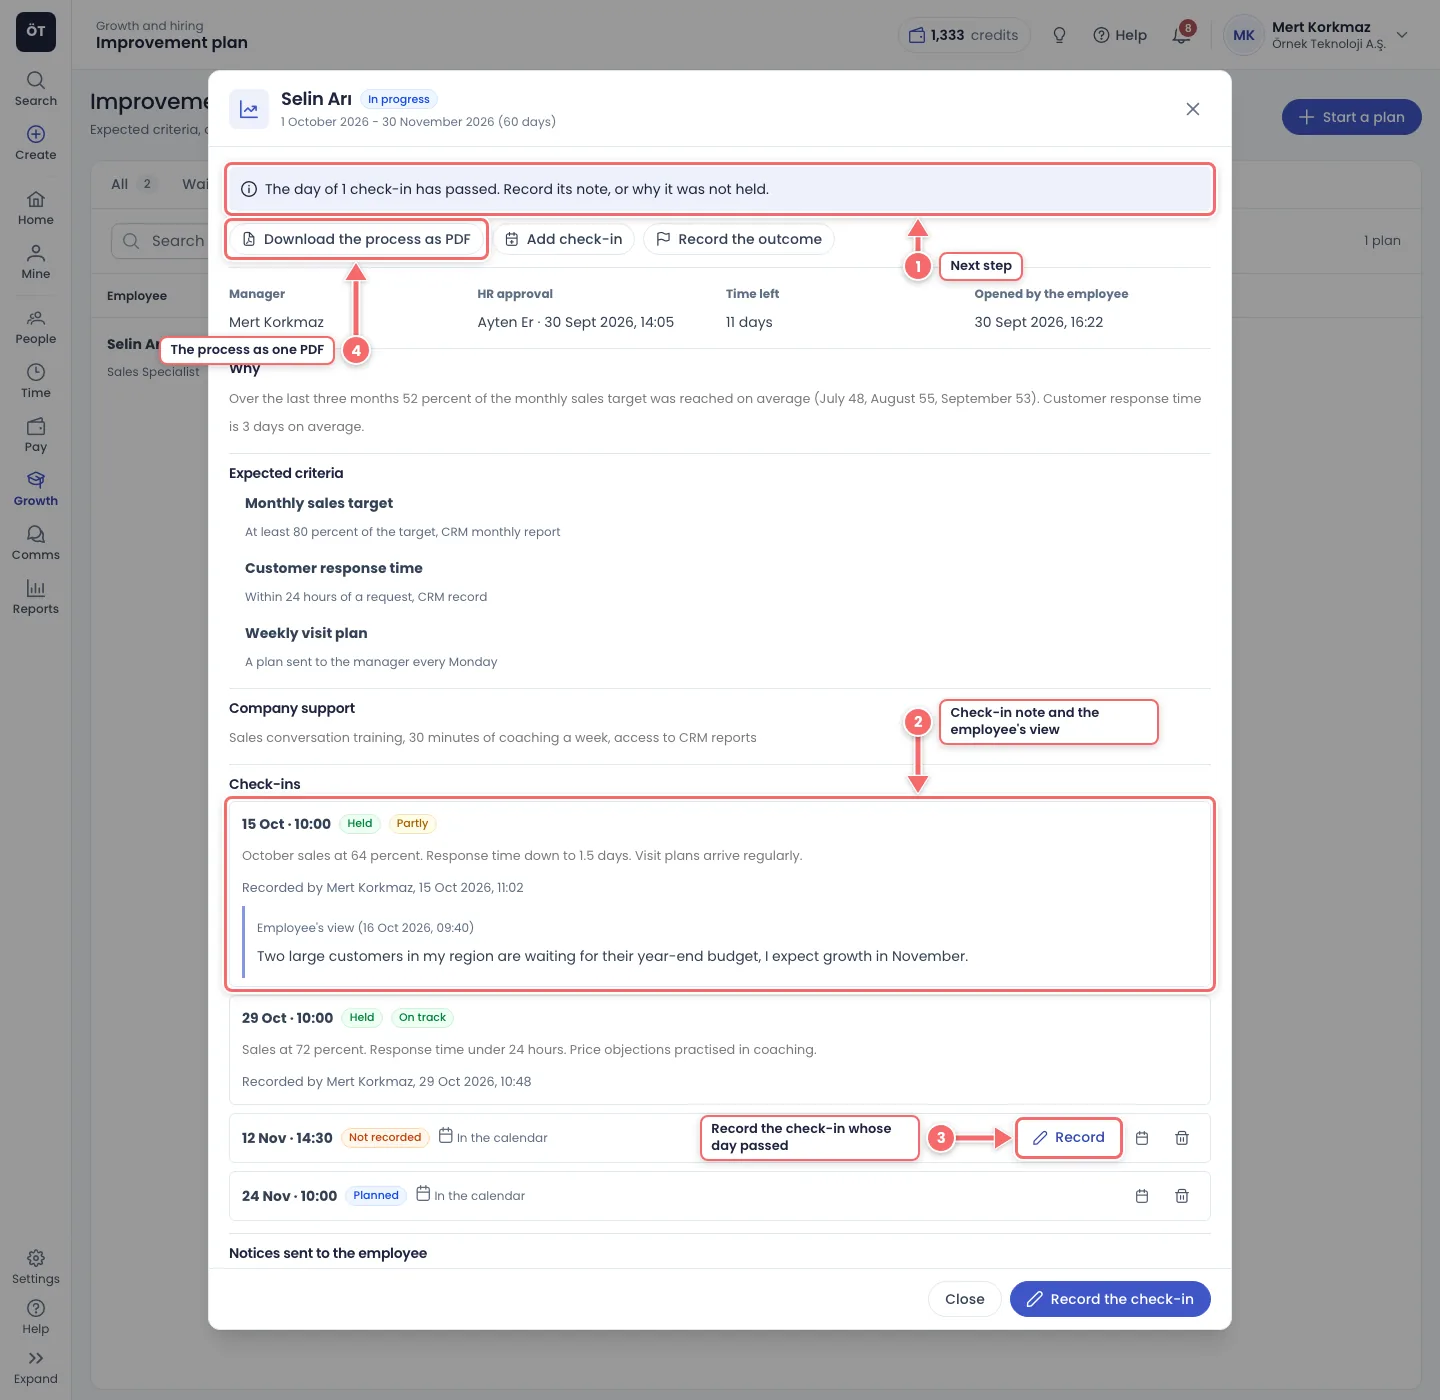 ÖT
Growth and hiring
Improvement plan
1,333 credits
Help
8
MK
Mert Korkmaz
Örnek Teknoloji A.Ş.
Search
Create
Home
Mine
People
Time
Pay
Growth
Comms
Reports
Settings
Help
Expand
Expected criteria,
Start a plan
All 2
Search
1 plan
Employee
Sales Specialist
Selin Arı In progress
1 October 2026 - 30 November 2026 (60 days)
The day of 1 check-in has passed. Record its note, or why it was not held.
Download the process as PDF
Add check-in
Record the outcome
1 Next step
Manager
Mert Korkmaz
HR approval
Ayten Er · 30 Sept 2026, 14:05
Time left
11 days
Opened by the employee
30 Sept 2026, 16:22
The process as one PDF 4
Why
Over the last three months 52 percent of the monthly sales target was reached on average (July 48, August 55, September 53). Customer response time
is 3 days on average.
Expected criteria
Monthly sales target
At least 80 percent of the target, CRM monthly report
Customer response time
Within 24 hours of a request, CRM record
Weekly visit plan
A plan sent to the manager every Monday
Company support
Sales conversation training, 30 minutes of coaching a week, access to CRM reports
2 Check-in note and the
employee's view
Check-ins
15 Oct · 10:00 Held Partly
October sales at 64 percent. Response time down to 1.5 days. Visit plans arrive regularly.
Recorded by Mert Korkmaz, 15 Oct 2026, 11:02
Employee's view (16 Oct 2026, 09:40)
Two large customers in my region are waiting for their year-end budget, I expect growth in November.
29 Oct · 10:00 Held On track
Sales at 72 percent. Response time under 24 hours. Price objections practised in coaching.
Recorded by Mert Korkmaz, 29 Oct 2026, 10:48
12 Nov · 14:30 Not recorded In the calendar
Record the check-in whose
day passed
3
Record
24 Nov · 10:00 Planned In the calendar
Notices sent to the employee
Close
Record the check-in